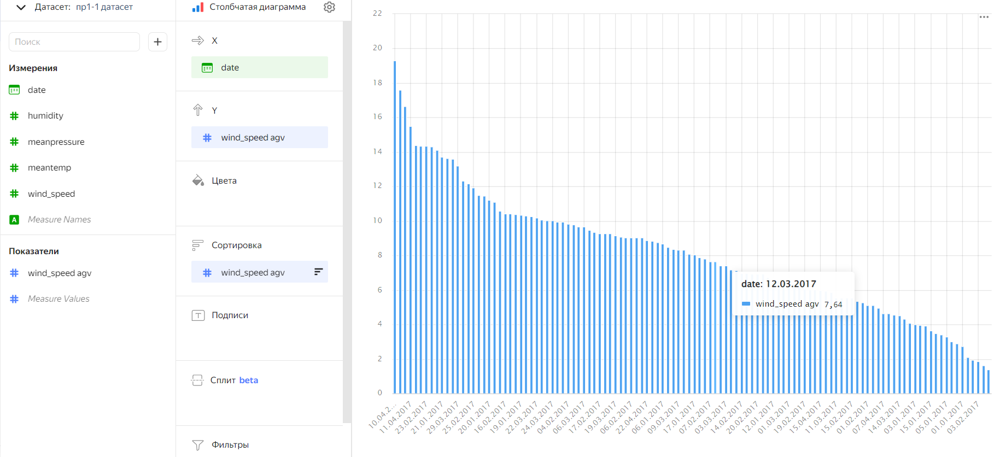 Датасет: пр1-1 датасет
Поиск
Измерения
date
humidity
meanpressure
meantemp
wind_speed
A Measure Names
Показатели
wind_speed agv
Measure Values
Столбчатая диаграмма
X
date
Y
wind_speed agv
Цвета
Сортировка
wind_speed agv
T Подписи
Сплит beta
Фильтры
22
20
18
16
14
12
10
8
6
4
2
0
date: 12.03.2017
wind_speed agv 7,64
10.04.2...
11.04.2017
23.02.2017
21.01.2017
29.03.2017
25.02.2017
20.01.2017
16.02.2017
19.01.2017
22.03.2017
24.03.2017
04.02.2017
06.03.2017
17.02.2017
19.03.2017
06.02.2017
22.04.2017
06.01.2017
09.03.2017
17.01.2017
07.02.2017
03.03.2017
14.02.2017
20.02.2017
12.01.2017
01.03.2017
19.02.2017
15.04.2017
11.03.2017
15.02.2017
01.02.2017
07.04.2017
14.03.2017
03.01.2017
15.01.2017
05.01.2017
01.01.2017
03.02.2017